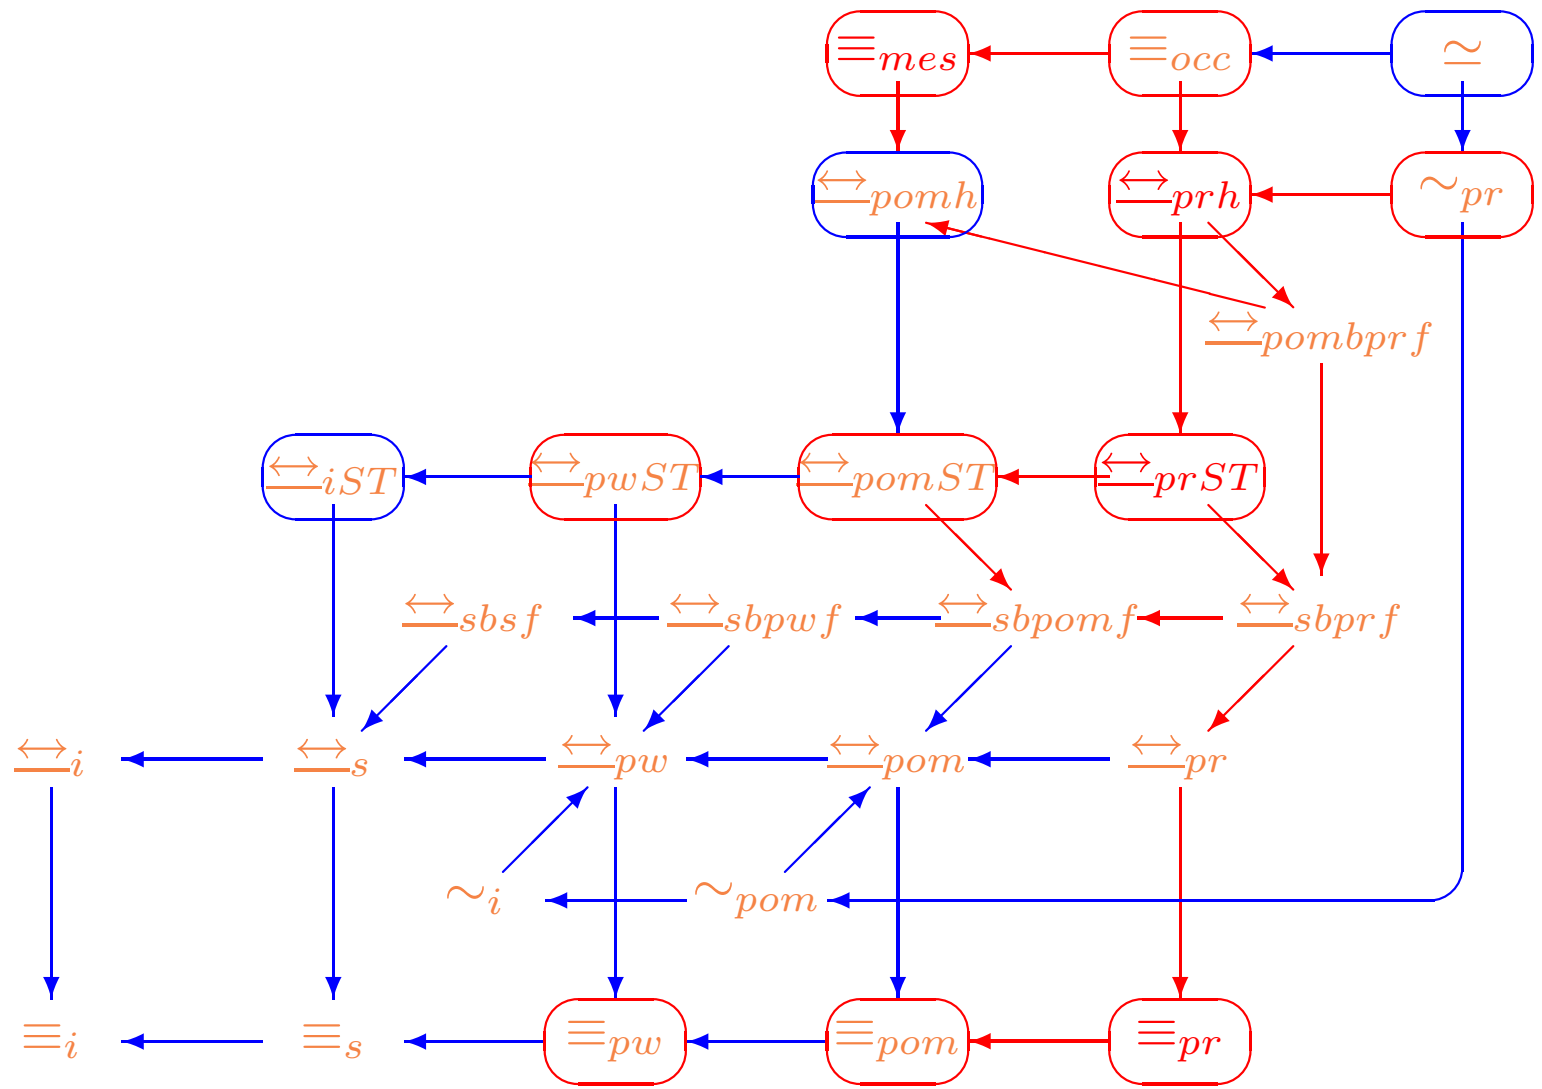 ≡mes ≡occ ≃
↔pomh ↔prh ~pr
↔pombprf
↔iST ↔pwST ↔pomST ↔prST
↔sbsf ↔sbpwf ↔sbpomf ↔sbprf
↔i ↔s ↔pw ↔pom ↔pr
~i ~pom
≡i ≡s ≡pw ≡pom ≡pr